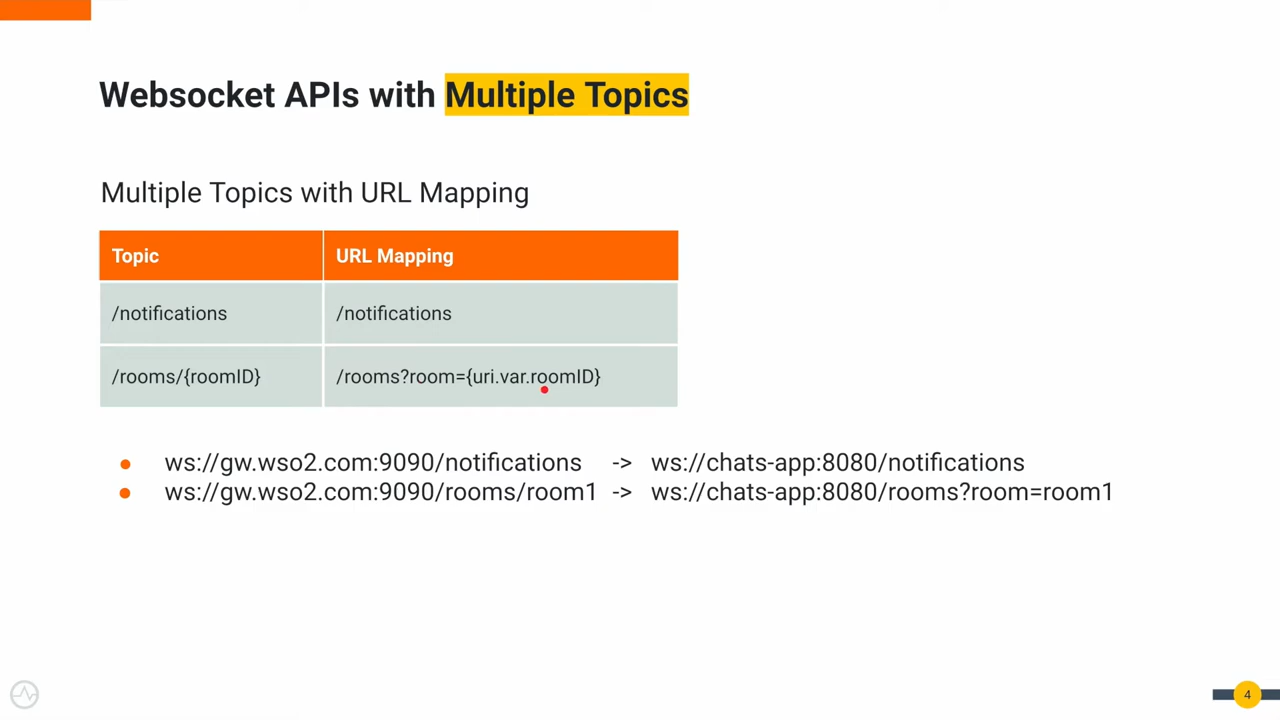 Websocket APIs with Multiple Topics
Multiple Topics with URL Mapping
Topic URL Mapping
/notifications /notifications
/rooms/{roomID} /rooms?room={uri.var.roomID}
● ws://gw.wso2.com:9090/notifications -> ws://chats-app:8080/notifications
● ws://gw.wso2.com:9090/rooms/room1 -> ws://chats-app:8080/rooms?room=room1
4